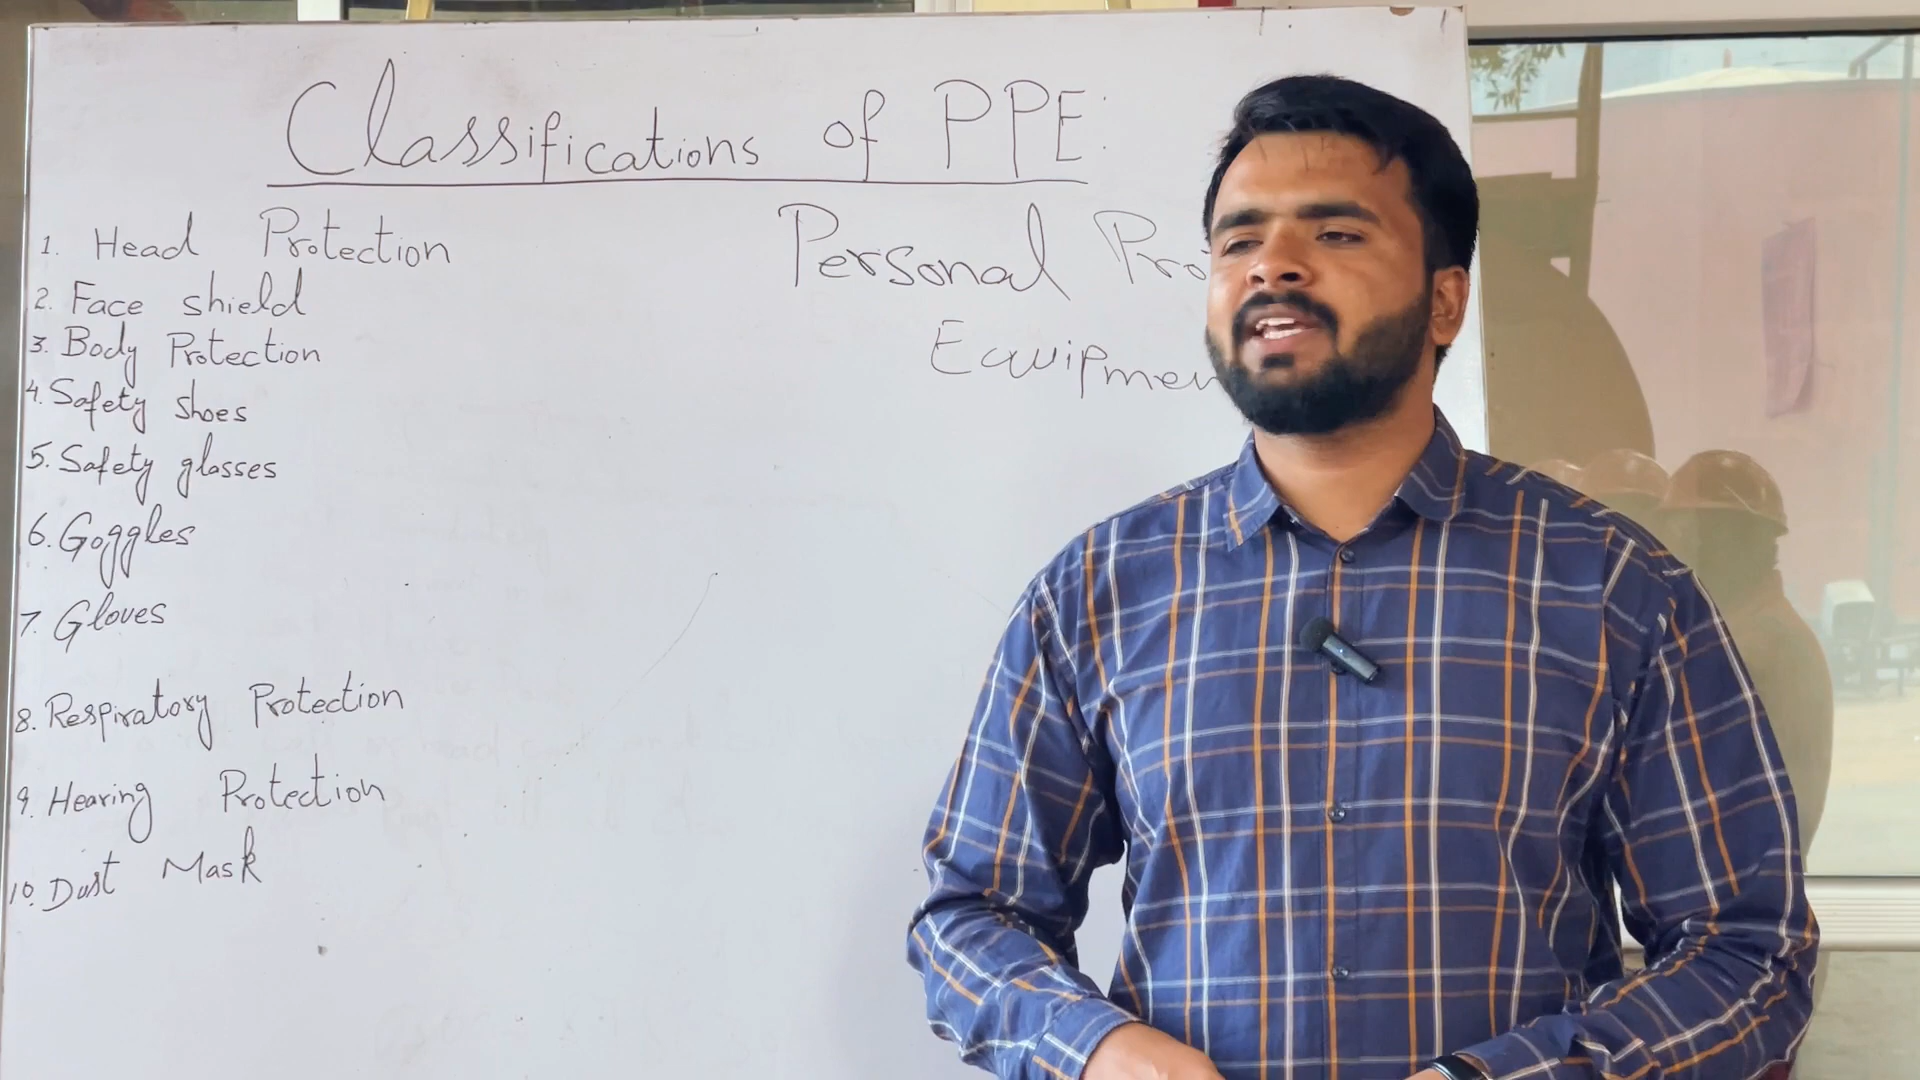 Classifications of PPE:
1. Head Protection
2. Face shield
3. Body Protection
4. Safety shoes
5. Safety glasses
6. Goggles
7. Gloves
8. Respiratory Protection
9. Hearing Protection
10. Dust Mask
Personal Pro
Equipmen